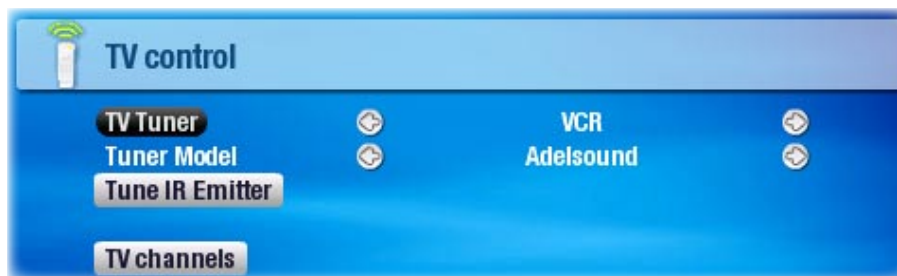 TV control
TV Tuner VCR
Tuner Model Adelsound
Tune IR Emitter
TV channels